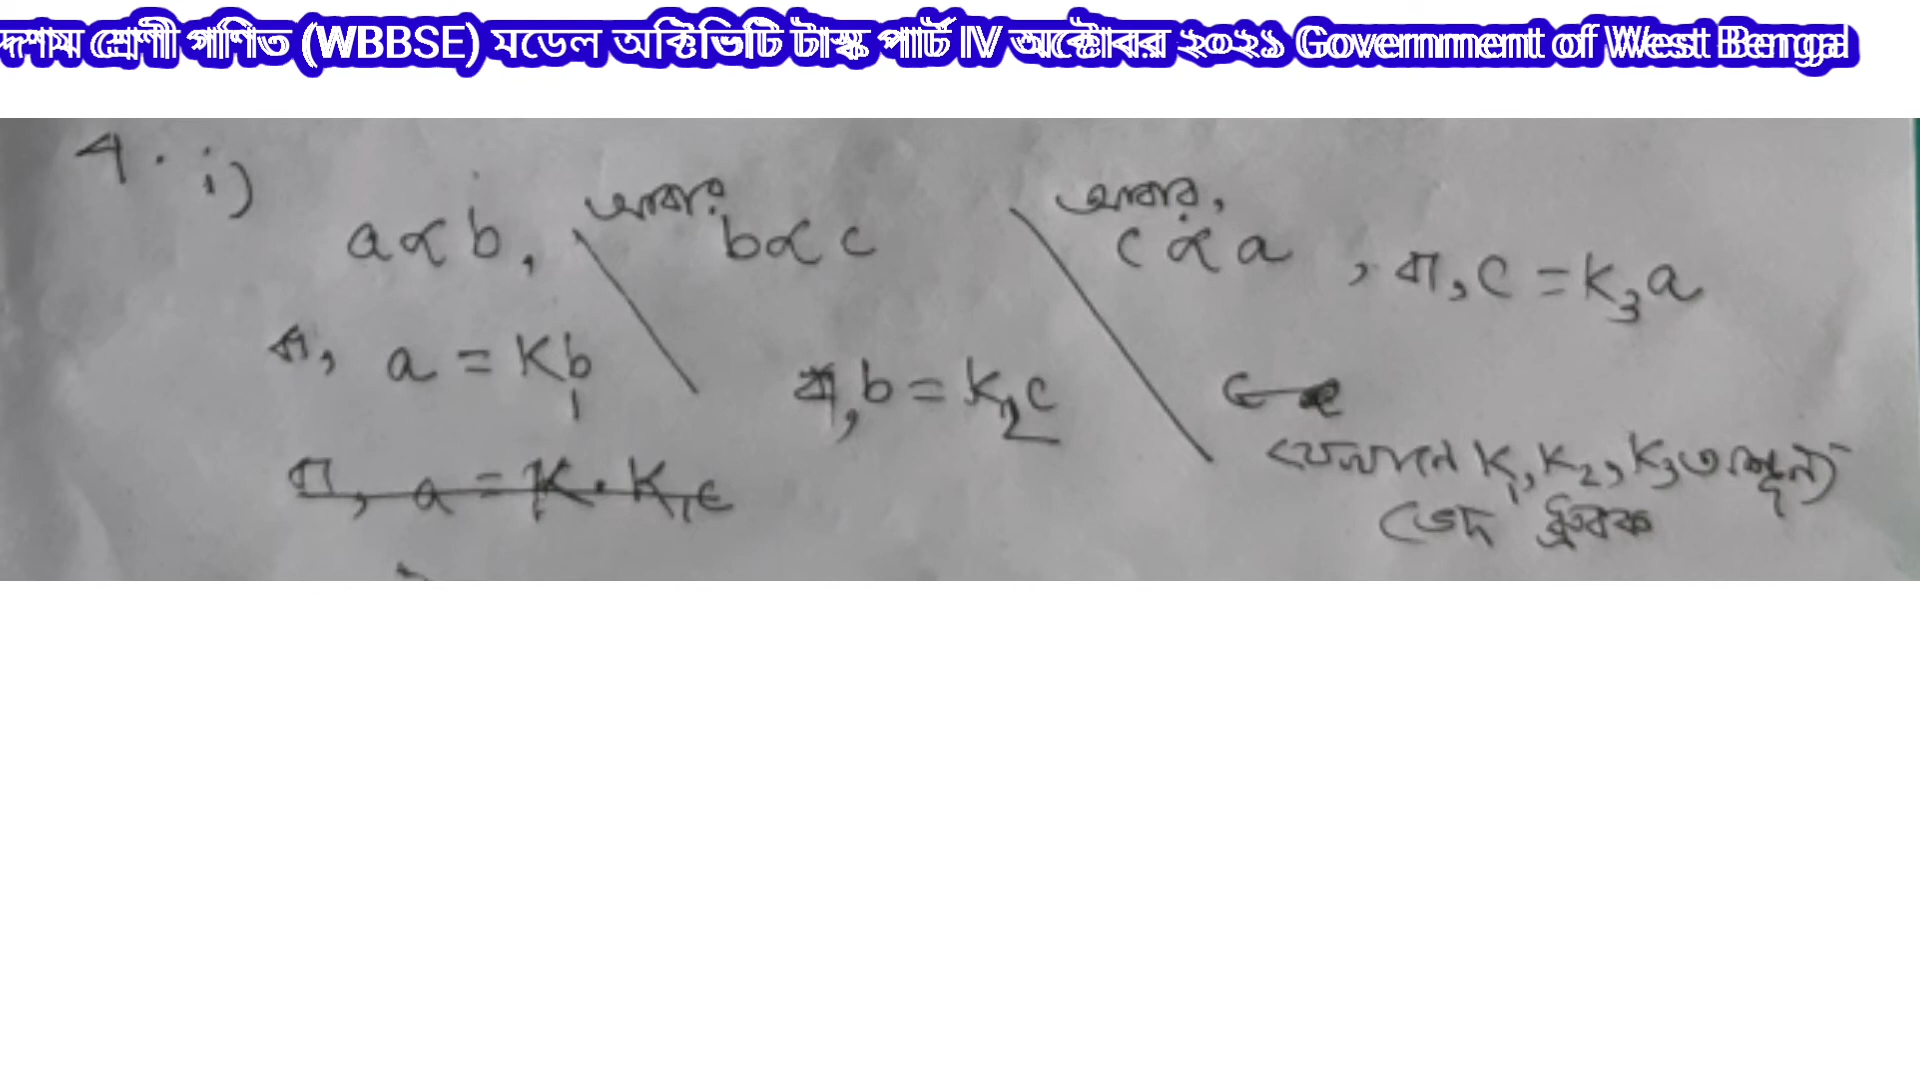 দশম শ্রেণী গণিত (WBBSE) মডেল অক্টিভিটি টাস্ক পার্ট IV অক্টোবর ২০২১ Government of West Bengal
4. i)
a∝b, আবার, b∝c আবার, c∝a , বা, c = K₃a
বা, a = K₁b বা, b = K₂c
যেখানে K₁, K₂, K₃ অশূন্য
বা, a = K · K₁c ভেদ ধ্রুবক